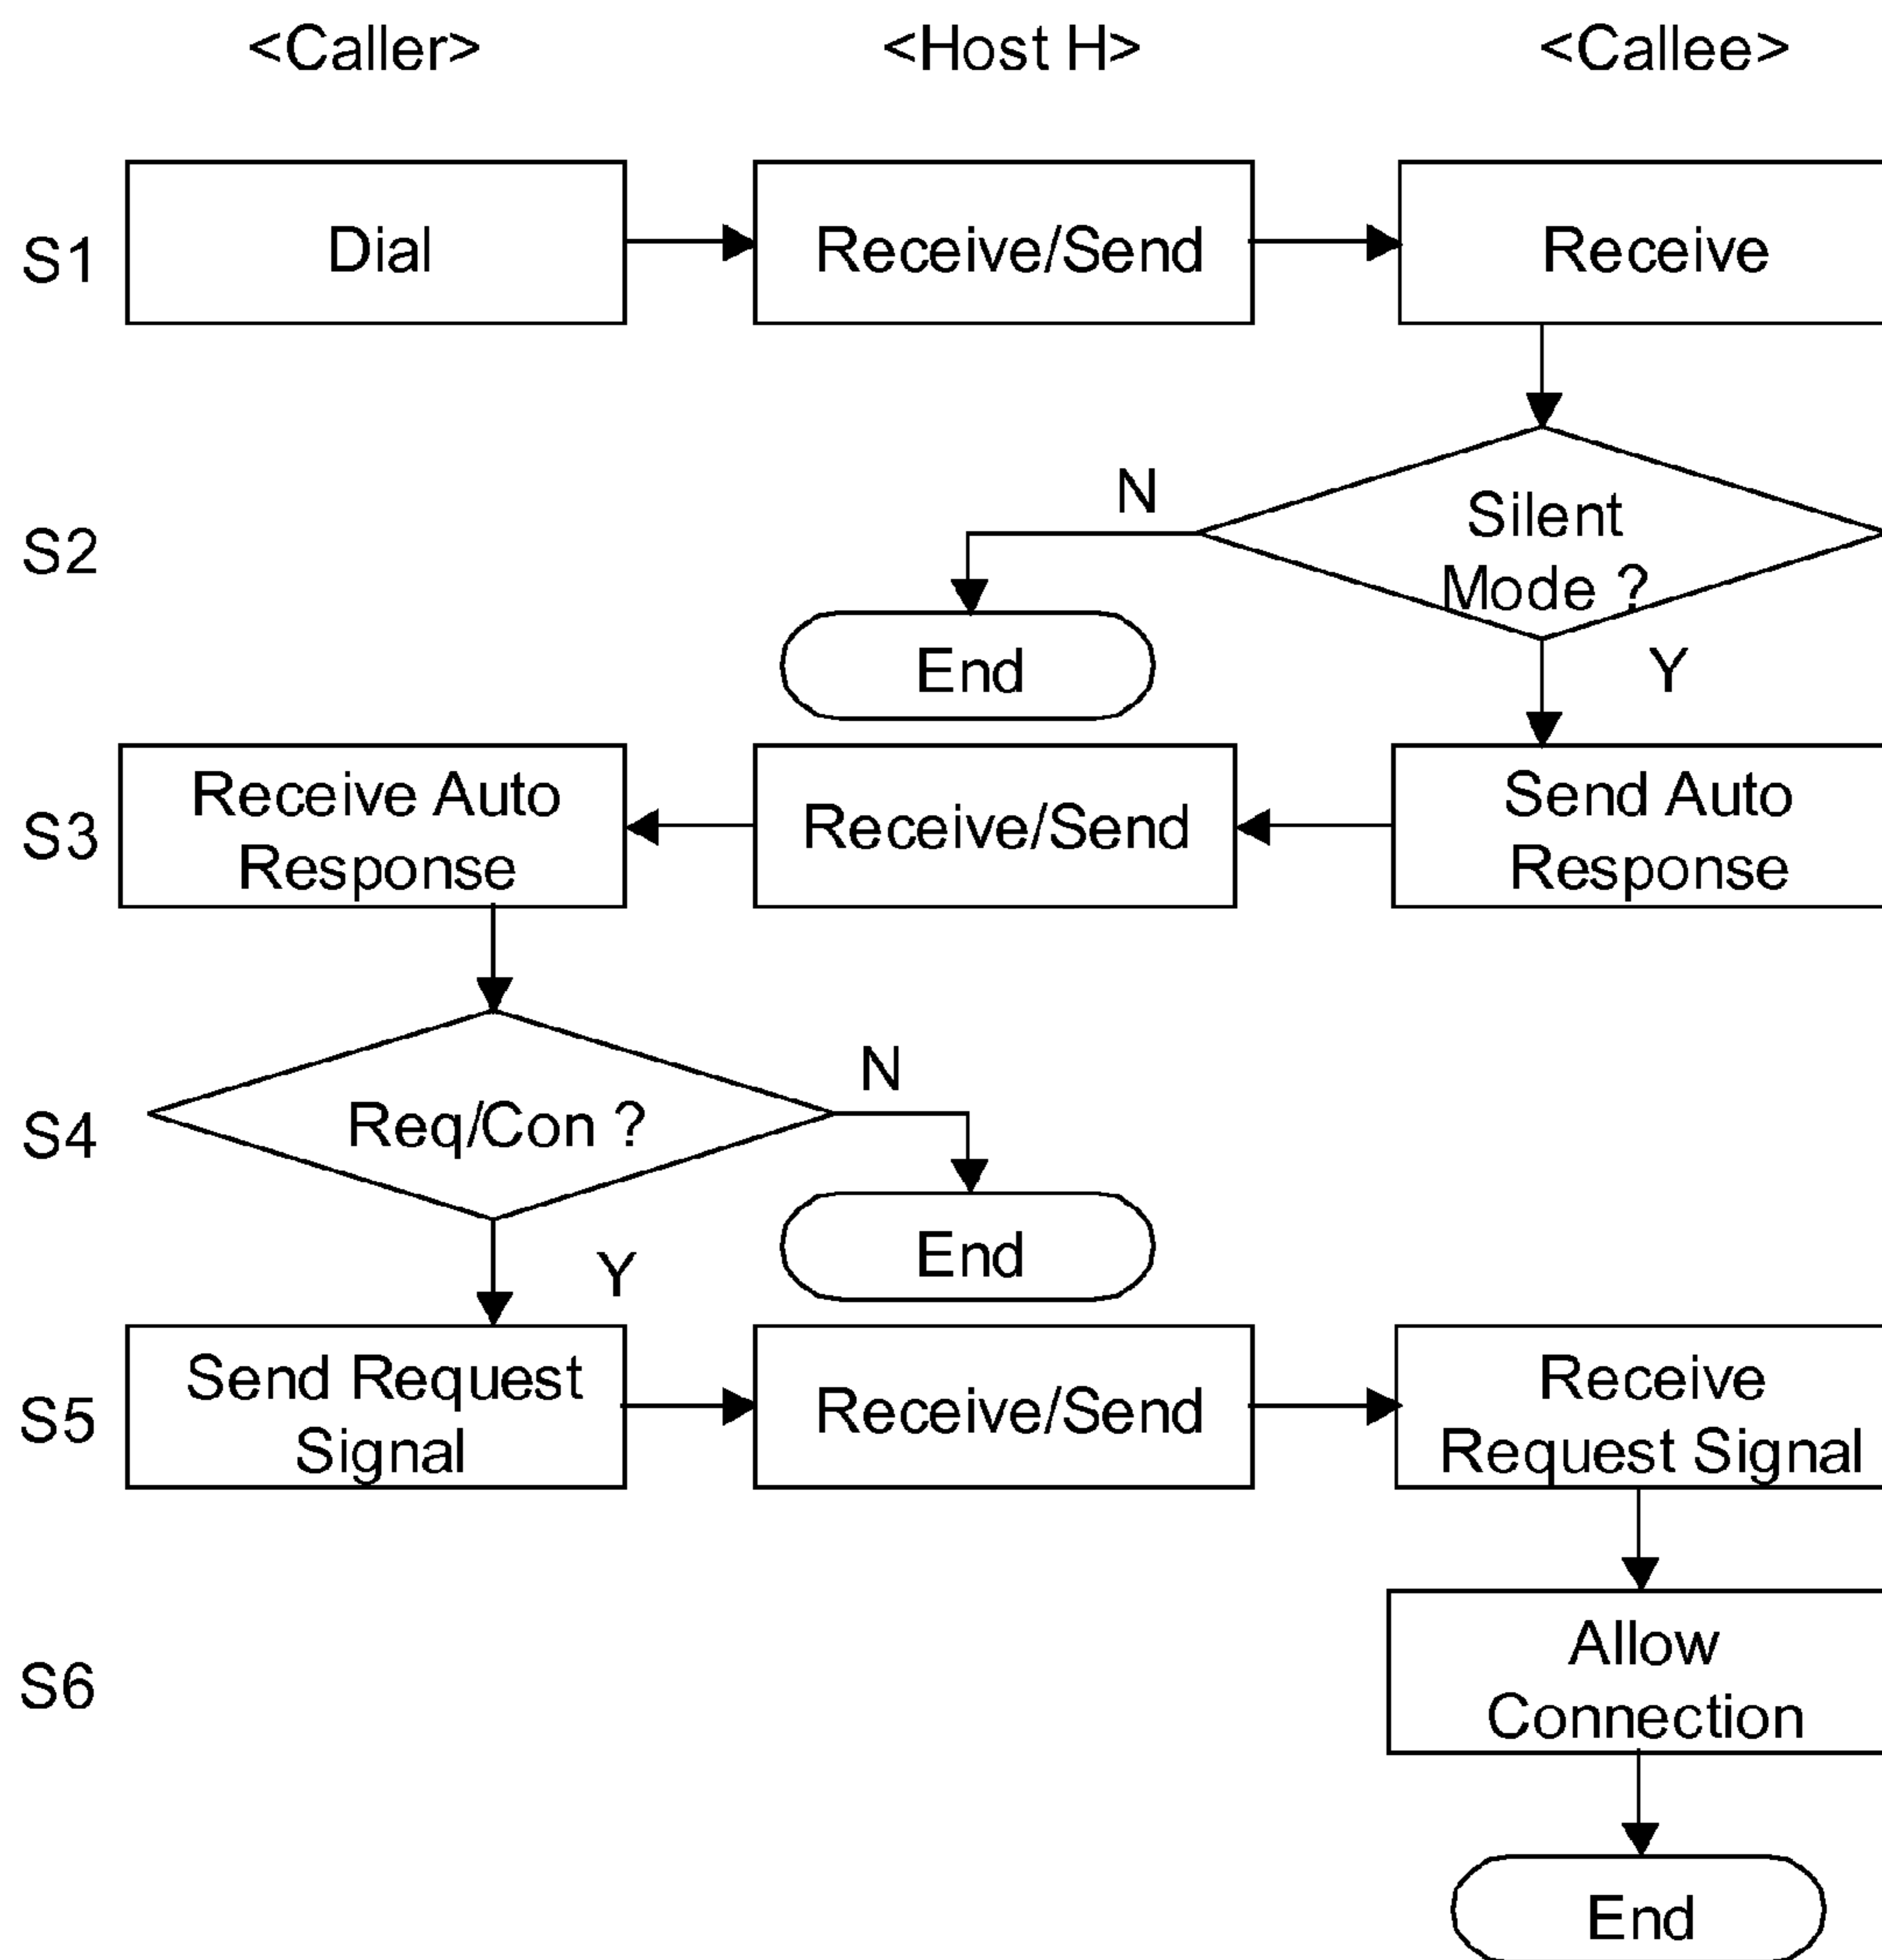 <Caller> <Host H> <Callee>
S1 Dial Receive/Send Receive
N Silent
S2 Mode ?
End Y
S3 Receive Auto Receive/Send Send Auto
Response Response
N
S4 Req/Con ?
End
Y
S5 Send Request Receive/Send Receive
Signal Request Signal
S6 Allow
Connection
End